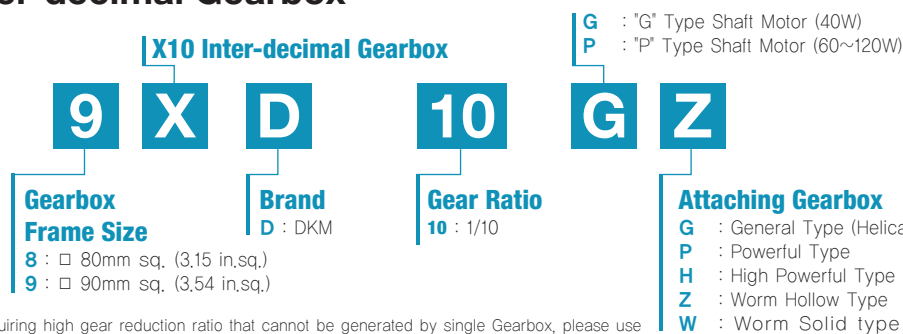 Gearbox
G : "G" Type Shaft Motor (40W)
P : "P" Type Shaft Motor (60~120W)
X10 Inter-decimal Gearbox
9 X D 10 G Z
Gearbox
Frame Size
8 : □ 80mm sq. (3.15 in.sq.)
9 : □ 90mm sq. (3.54 in.sq.)
Brand
D : DKM
Gear Ratio
10 : 1/10
Attaching Gearbox
G : General Type
P : Powerful Type
H : High Powerful Type
Z : Worm Hollow Type
W : Worm Solid type
high gear reduction ratio that cannot be generated by single Gearbox, please use